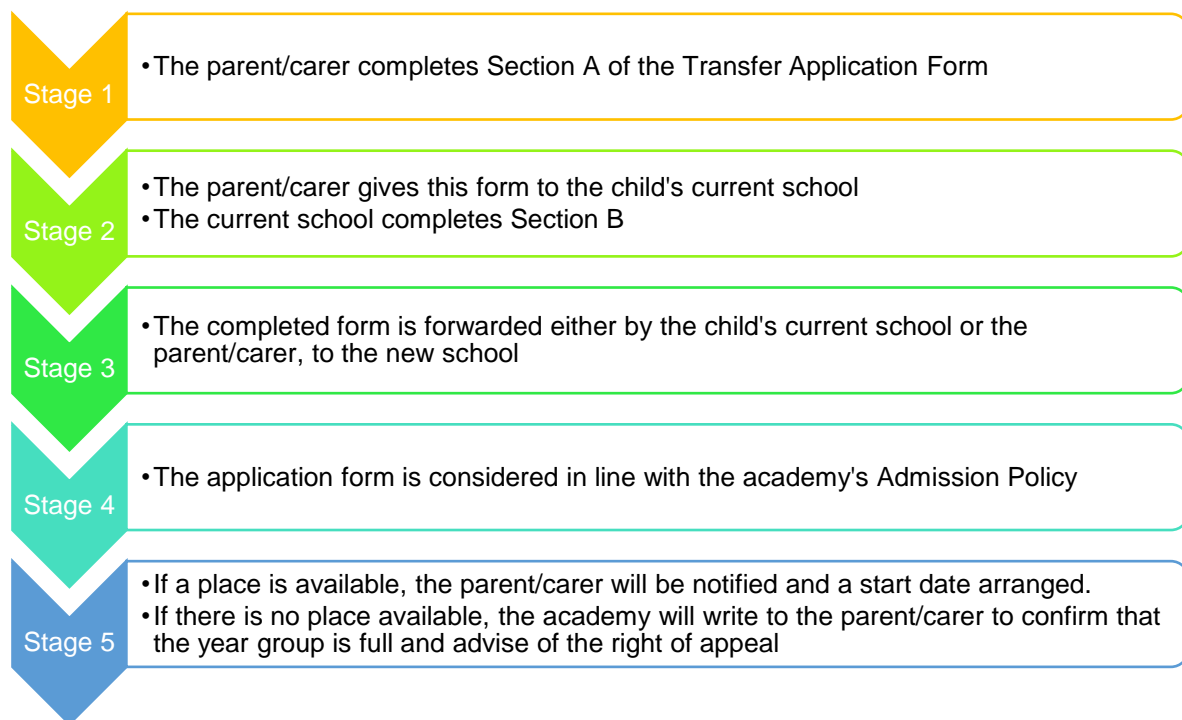 Stage 1
•The parent/carer completes Section A of the Transfer Application Form
Stage 2
•The parent/carer gives this form to the child's current school
•The current school completes Section B
Stage 3
•The completed form is forwarded either by the child's current school or the
parent/carer, to the new school
Stage 4
•The application form is considered in line with the academy's Admission Policy
Stage 5
•If a place is available, the parent/carer will be notified and a start date arranged.
•If there is no place available, the academy will write to the parent/carer to confirm that
the year group is full and advise of the right of appeal